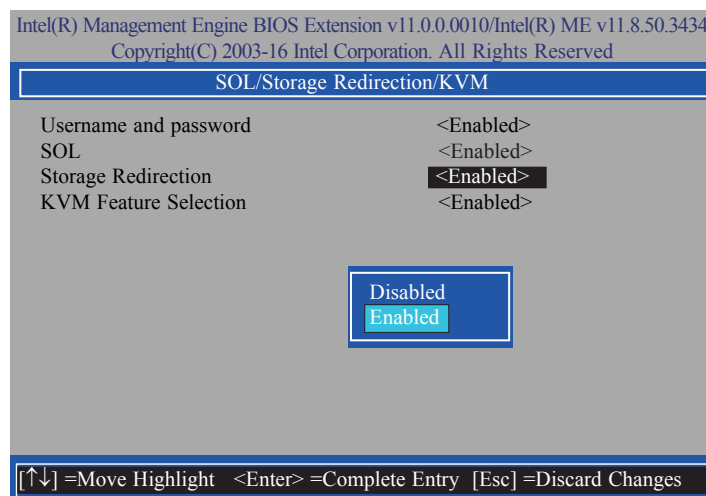 Intel(R) Management Engine BIOS Extension v11.0.0.0010/Intel(R) ME v11.8.50.3434
Copyright(C) 2003-16 Intel Corporation. All Rights Reserved
SOL/Storage Redirection/KVM
Username and password <Enabled>
SOL <Enabled>
Storage Redirection <Enabled>
KVM Feature Selection <Enabled>
Disabled
Enabled
[↑↓] =Move Highlight <Enter> =Complete Entry [Esc] =Discard Changes